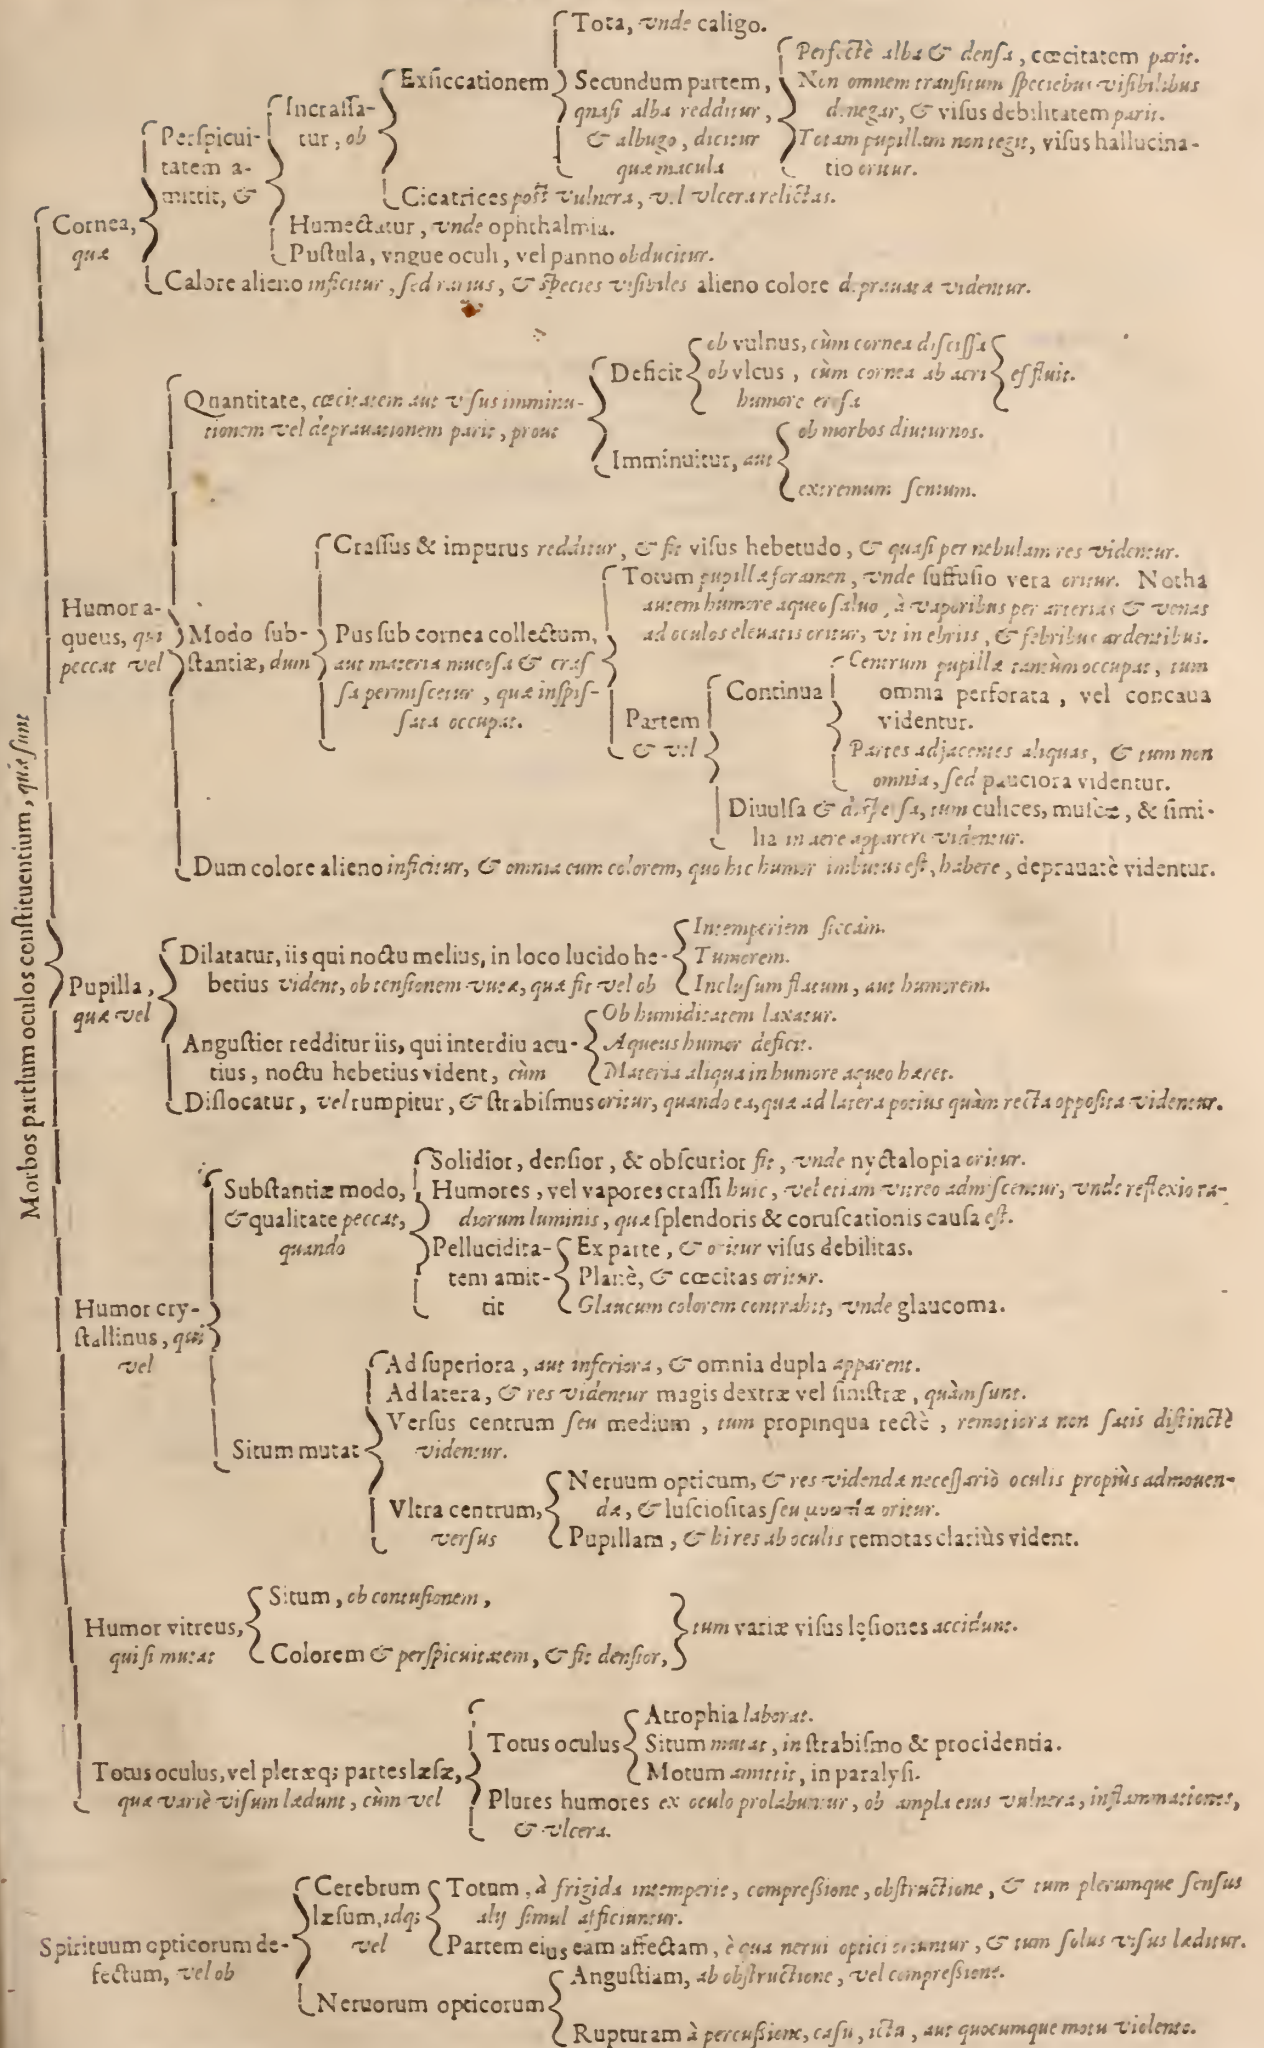 Morbos partium oculos constituentium, quæ sunt
Cornea,
quæ
Perspicui-
tatem a-
mittit, &
Incrassa-
tur, ob
Exsiccationem
Tota, vnde caligo.
Secundum partem,
quasi alba redditur,
& albugo, dicitur
quæ macula
Perfectè alba & densa, cœcitatem parit.
Non omnem transitum speciebus visibilibus
denegat, & visus debilitatem parit.
Totam pupillam non tegit, visus hallucina-
tio oritur.
Cicatrices post vulnera, vel vlcera relictas.
Humectatur, vnde ophthalmia.
Pustula, vngue oculi, vel panno obducitur.
Calore alieno inficitur, sed rarius, & species visibiles alieno colore deprauatæ videntur.
Humor a-
queus, qui
peccat vel
Quantitate, cœcitatem aut visus imminu-
tionem vel deprauationem parit, prout
Deficit
ob vulnus, cùm cornea discissa
ob vlcus, cùm cornea ab acri
humore erosa
effluit.
Imminuitur, aut
ob morbos diuturnos.
extremum senium.
Modo sub-
stantiæ, dum
Crassus & impurus redditur, & fit visus hebetudo, & quasi per nebulam res videntur.
Pus sub cornea collectum,
aut materia mucosa & cras
sa permiscetur, quæ inspis-
sata occupat.
Totum pupillæ foramen, vnde suffusio vera oritur. Notha
autem humore aqueo saluo, à vaporibus per arterias & venas
ad oculos eleuatis oritur, vt in ebriis, & febribus ardentibus.
Partem
& vel
Continua
Centrum pupillæ tantùm occupat, tum
omnia perforata, vel concaua
videntur.
Partes adjacentes aliquas, & tum non
omnia, sed pauciora videntur.
Diuulsa & dispersa, tum culices, muscæ, & simi-
lia in aere apparere videntur.
Dum colore alieno inficitur, & omnia eum colorem, quo hic humor imbutus est, habere, deprauatè videntur.
Pupilla,
quæ vel
Dilatatur, iis qui noctu melius, in loco lucido he-
betius vident, ob tensionem vueæ, quæ fit vel ob
Intemperiem siccam.
Tumorem.
Inclusum flatum, aut humorem.
Angustior redditur iis, qui interdiu acu-
tius, noctu hebetius vident, cùm
Ob humiditatem laxatur.
Aqueus humor deficit.
Materia aliqua in humore aqueo hæret.
Dislocatur, vel rumpitur, & strabismus oritur, quando ea, quæ ad latera potius quàm recta opposita videntur.
Humor cry-
stallinus, qui
vel
Substantiæ modo,
& qualitate peccat,
quando
Solidior, densior, & obscurior fit, vnde nyctalopia oritur.
Humores, vel vapores crassi huic, vel etiam vitreo admiscentur, vnde reflexio ra-
diorum luminis, quæ splendoris & coruscationis causa est.
Pellucidita-
tem amit-
tit
Ex parte, & oritur visus debilitas.
Planè, & cœcitas oritur.
Glaucum colorem contrahit, vnde glaucoma.
Situm mutat
Ad superiora, aut inferiora, & omnia dupla apparent.
Ad latera, & res videntur magis dextræ vel sinistræ, quàm sunt.
Versus centrum seu medium, tum propinqua rectè, remotiora non satis distinctè
videntur.
Vltra centrum,
versus
Neruum opticum, & res videndæ necessariò oculis propiùs admouen-
dæ, & lusciositas seu μυωπία oritur.
Pupillam, & hi res ab oculis remotas clariùs vident.
Humor vitreus,
qui si mutat
Situm, ob contusionem,
Colorem & perspicuitatem, & fit densior,
tum variæ visus lęsiones accidunt.
Totus oculus, vel pleræq; partes læsæ,
quæ variè visum lædunt, cùm vel
Totus oculus
Atrophia laborat.
Situm mutat, in strabismo & procidentia.
Motum amittit, in paralysi.
Plures humores ex oculo prolabuntur, ob ampla eius vulnera, inflammationes,
& vlcera.
Spirituum opticorum de-
fectum, vel ob
Cerebrum
læsum, idq;
vel
Totum, à frigida intemperie, compressione, obstructione, & tum plerumque sensus
alij simul afficiuntur.
Partem eius eam affectam, è qua nerui optici oriuntur, & tum solus visus læditur.
Neruorum opticorum
Angustiam, ab obstructione, vel compressione.
Rupturam à percussione, casu, ictu, aut quocumque motu violento.